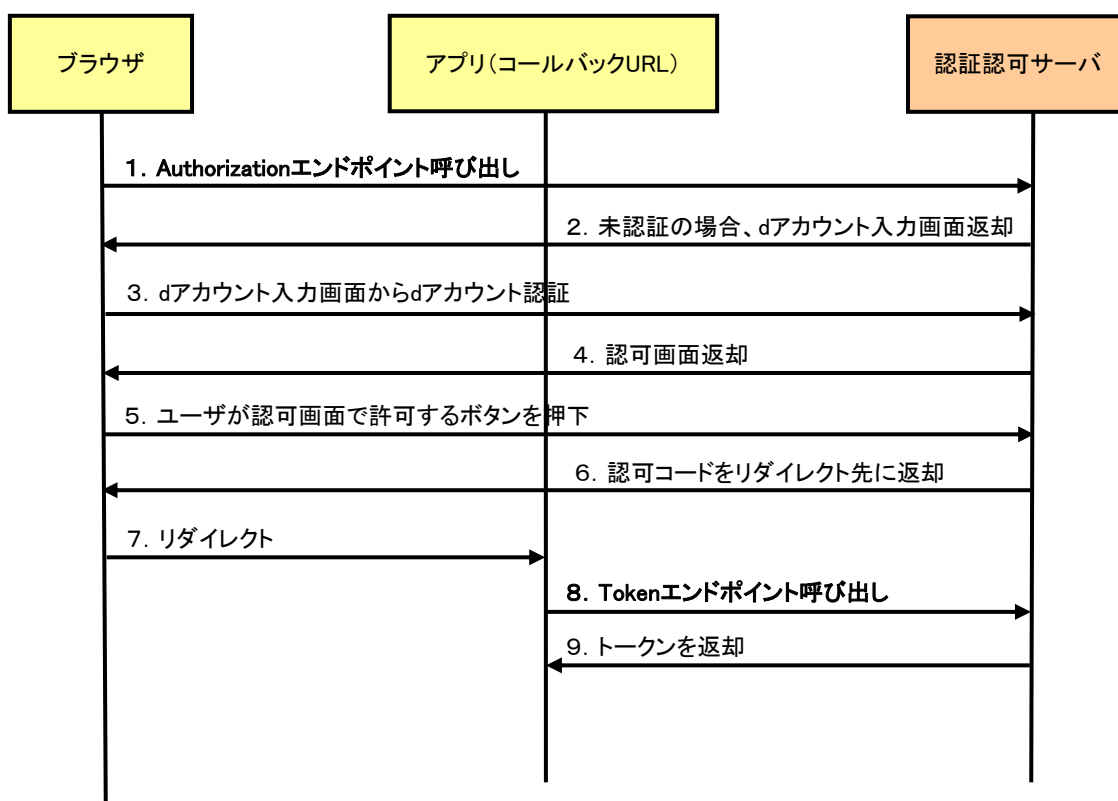 ブラウザ
アプリ(コールバックURL)
認証認可サーバ
1. Authorizationエンドポイント呼び出し
2. 未認証の場合、dアカウント入力画面返却
3. dアカウント入力画面からdアカウント認証
4. 認可画面返却
5. ユーザが認可画面で許可するボタンを押下
6. 認可コードをリダイレクト先に返却
7. リダイレクト
8. Tokenエンドポイント呼び出し
9. トークンを返却